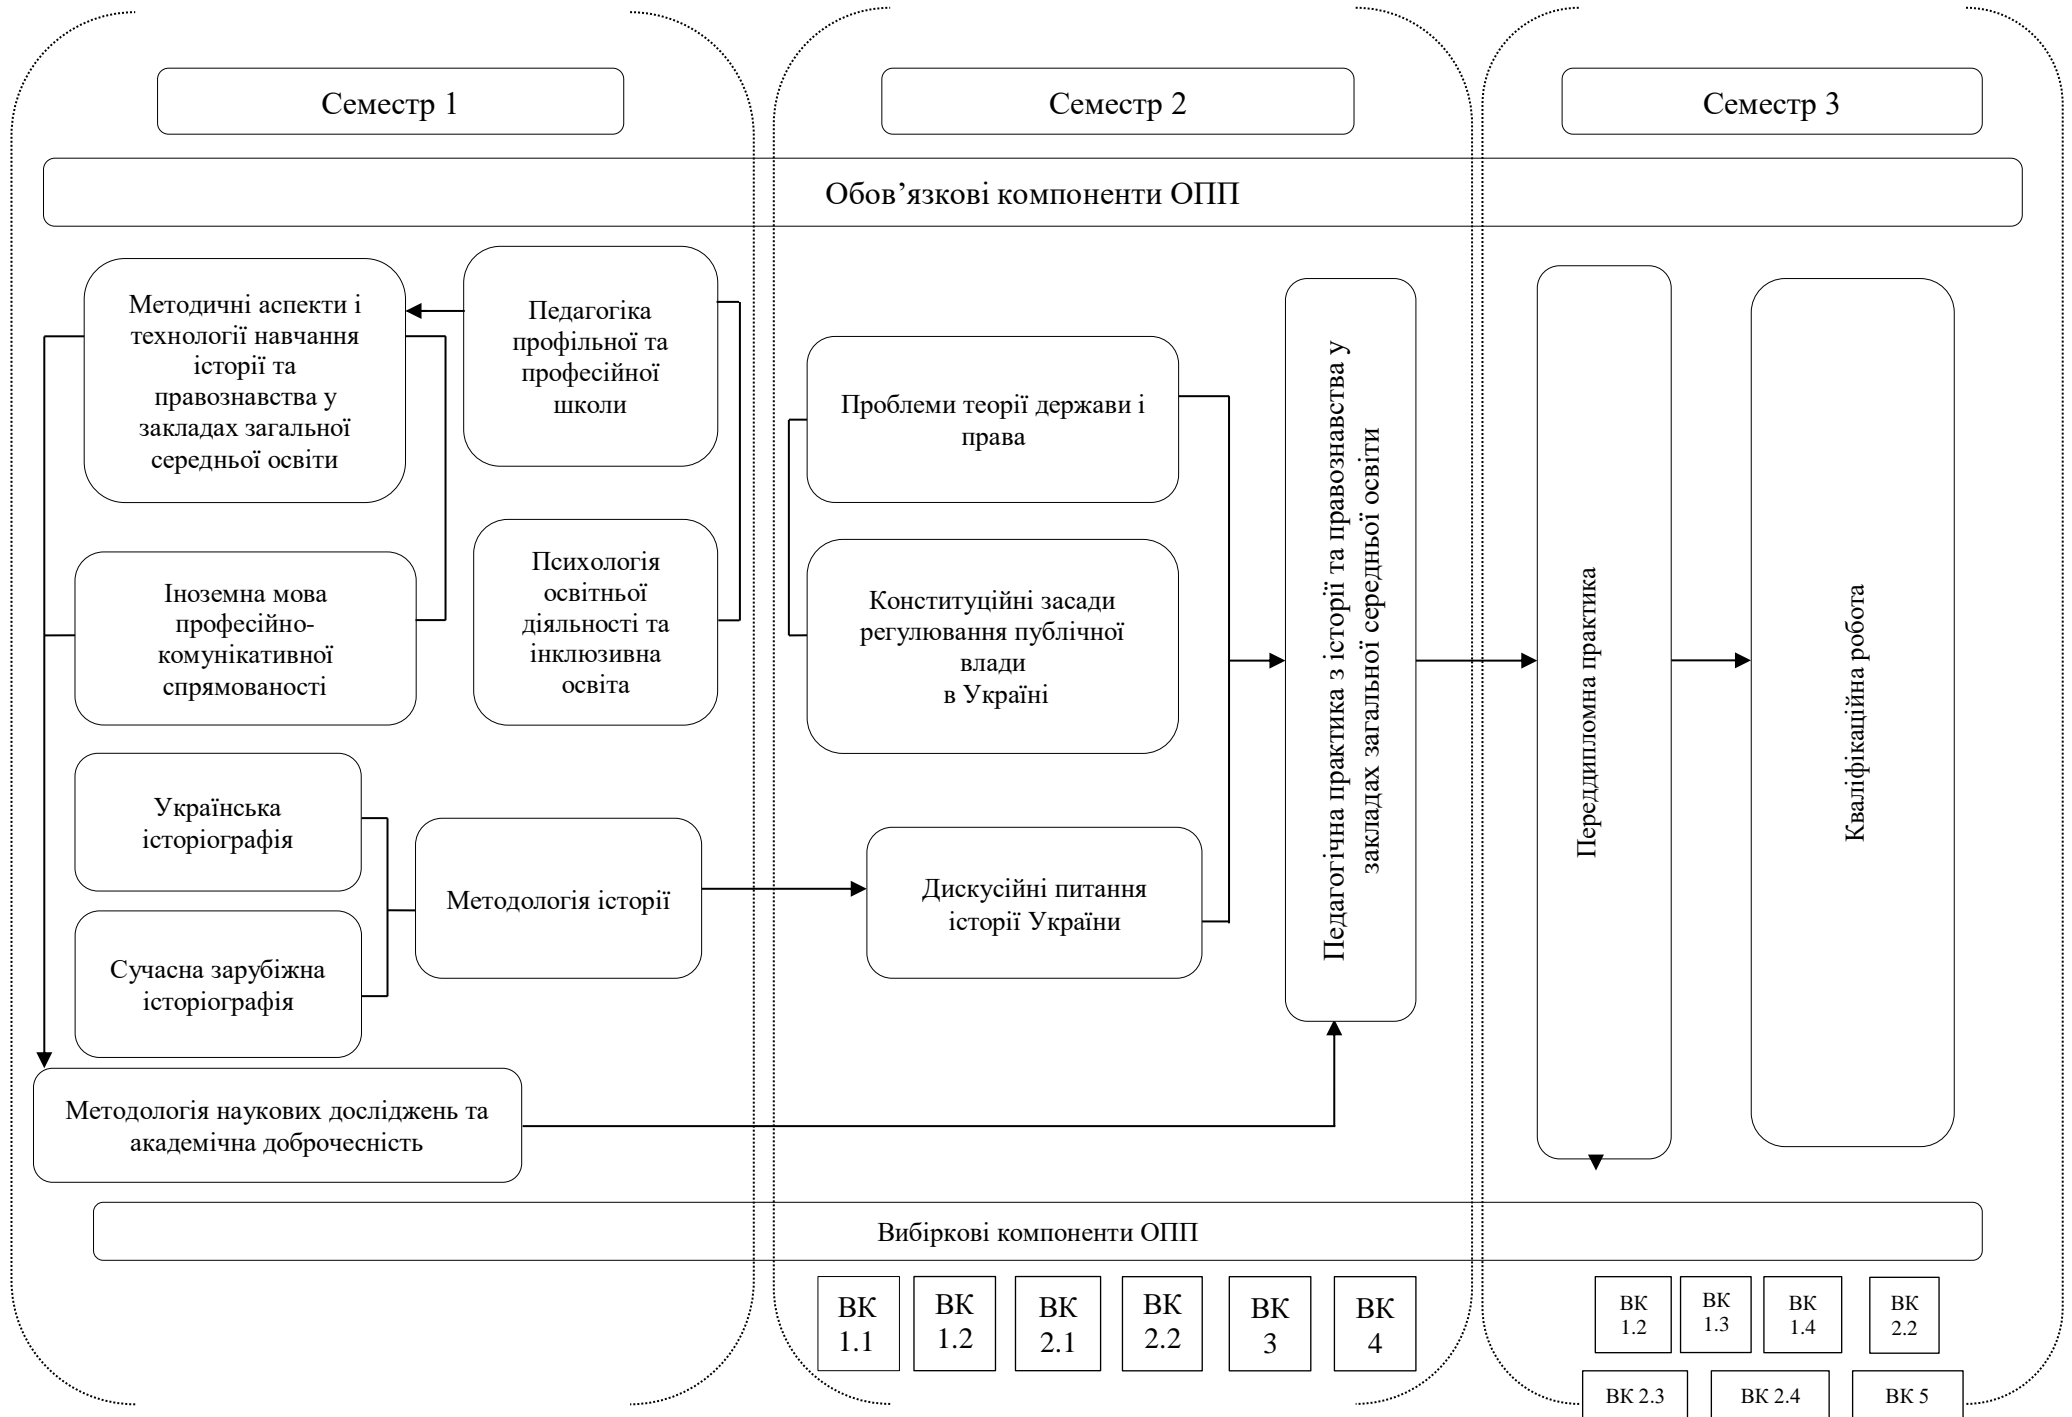 Семестр 1
Семестр 2
Семестр 3
Обов’язкові компоненти ОПП
Методичні аспекти і
технології навчання
історії та
правознавства у
закладах загальної
середньої освіти
Педагогіка
профільної та
професійної
школи
Іноземна мова
професійно-
комунікативної
спрямованості
Психологія
освітньої
діяльності та
інклюзивна
освіта
Українська
історіографія
Сучасна зарубіжна
історіографія
Методологія історії
Методологія наукових досліджень та
академічна доброчесність
Проблеми теорії держави і
права
Конституційні засади
регулювання публічної
влади
в Україні
Дискусійні питання
історії України
Педагогічна практика з історії та правознавства у
закладах загальної середньої освіти
Переддипломна практика
Кваліфікаційна робота
Вибіркові компоненти ОПП
ВК
1.1
ВК
1.2
ВК
2.1
ВК
2.2
ВК
3
ВК
4
ВК
1.2
ВК
1.3
ВК
1.4
ВК
2.2
ВК 2.3
ВК 2.4
ВК 5